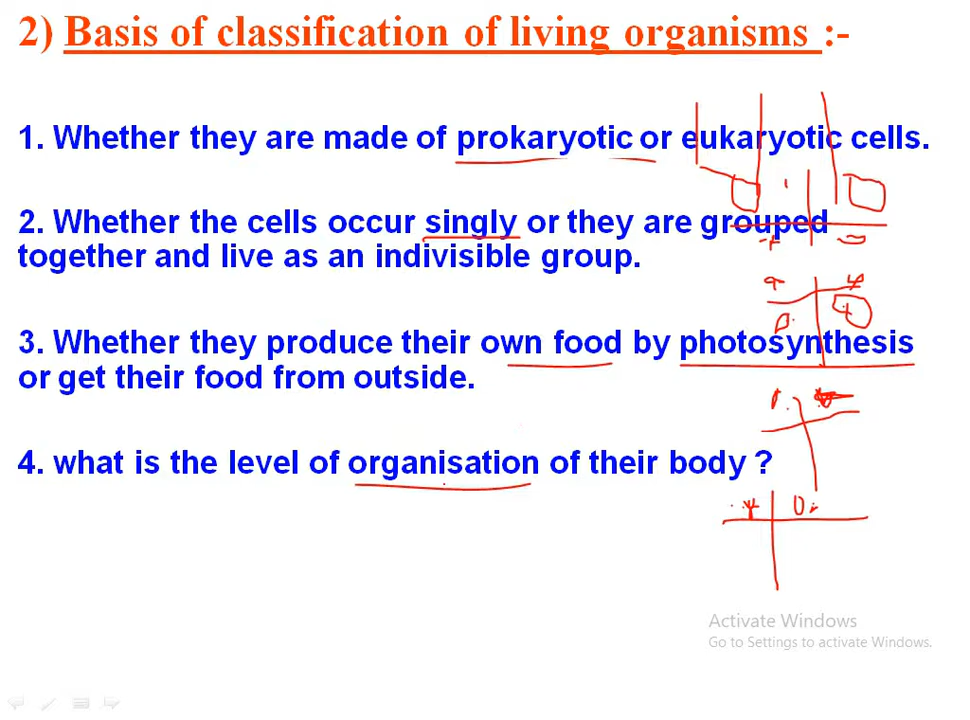 2) Basis of classification of living organisms :-
1. Whether they are made of prokaryotic or eukaryotic cells.
2. Whether the cells occur singly or they are grouped
together and live as an indivisible group.
3. Whether they produce their own food by photosynthesis
or get their food from outside.
4. what is the level of organisation of their body ?
Activate Windows
Go to Settings to activate Windows.